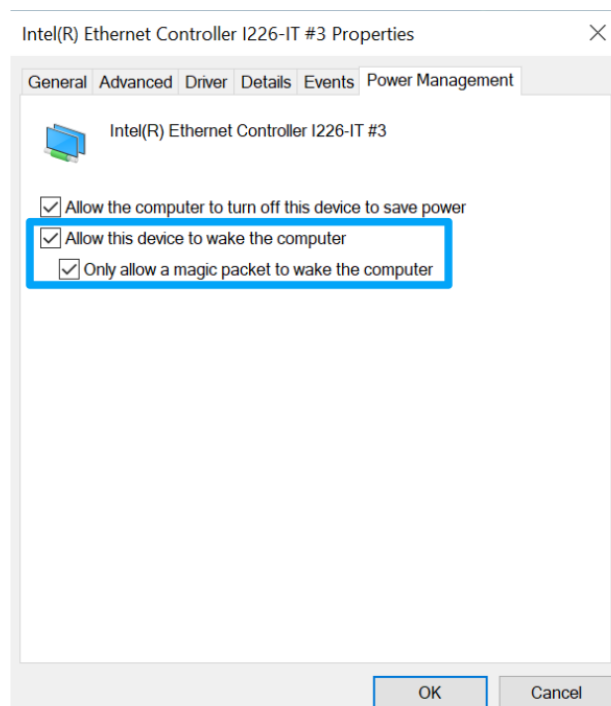 Intel(R) Ethernet Controller I226-IT #3 Properties
General Advanced Driver Details Events Power Management
Intel(R) Ethernet Controller I226-IT #3
Allow the computer to turn off this device to save power
Allow this device to wake the computer
Only allow a magic packet to wake the computer
OK Cancel